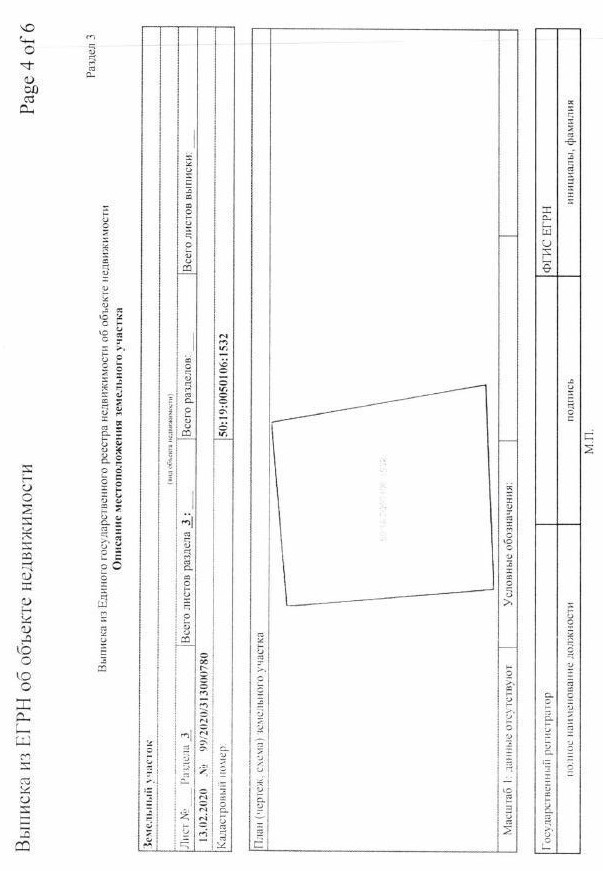 Выписка из ЕГРН об объекте недвижимости Page 4 of 6
Раздел 3
Выписка из Единого государственного реестра недвижимости об объекте недвижимости
Описание местоположения земельного участка
Земельный участок
(вид объекта недвижимости)
Лист № Раздела 3 Всего листов раздела 3 : ___ Всего разделов: ___ Всего листов выписки: ___
13.02.2020 № 99/2020/313000780
Кадастровый номер: 50:19:0050106:1532
План (чертеж, схема) земельного участка
Масштаб 1: данные отсутствуют Условные обозначения:
Государственный регистратор ФГИС ЕГРН
полное наименование должности подпись инициалы, фамилия
М.П.